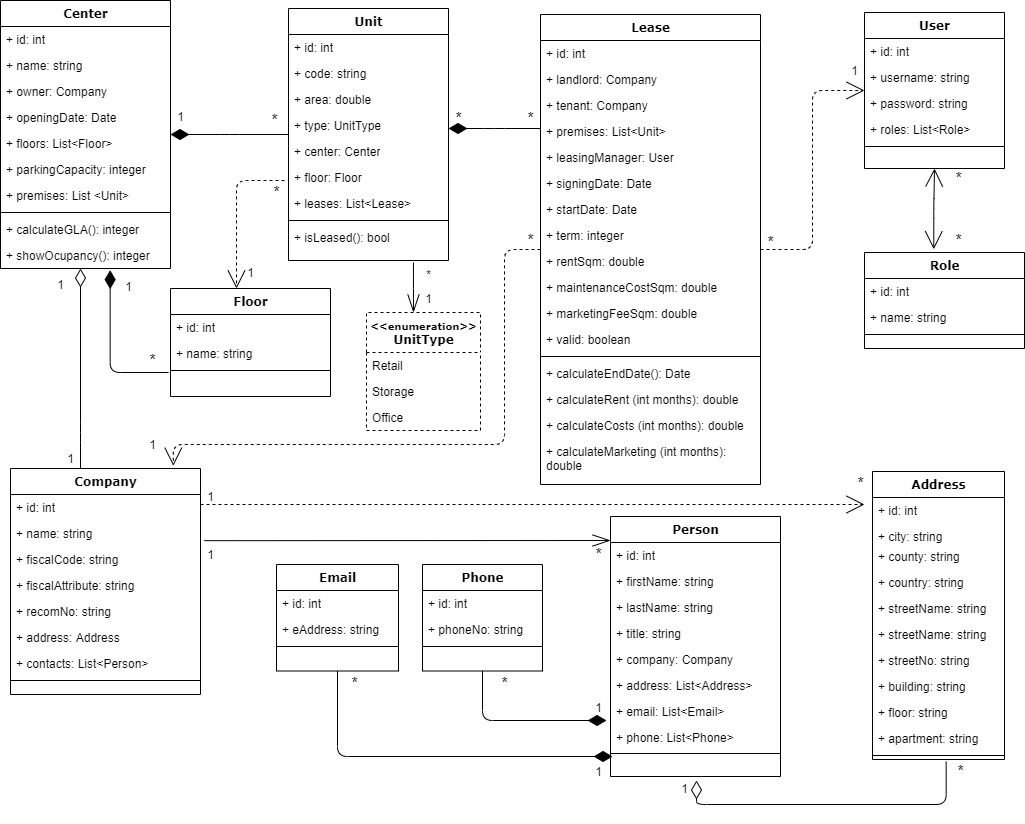 Center
+ id: int
+ name: string
+ owner: Company
+ openingDate: Date
+ floors: List<Floor>
+ parkingCapacity: integer
+ premises: List <Unit>
+ calculateGLA(): integer
+ showOcupancy(): integer
1
*
1
1
*
1
Unit
+ id: int
+ code: string
+ area: double
+ type: UnitType
+ center: Center
+ floor: Floor
+ leases: List<Lease>
+ isLeased(): bool
*
*
*
1
*
1
Floor
+ id: int
+ name: string
<<enumeration>>
UnitType
Retail
Storage
Office
Lease
+ id: int
+ landlord: Company
+ tenant: Company
+ premises: List<Unit>
+ leasingManager: User
+ signingDate: Date
+ startDate: Date
+ term: integer
+ rentSqm: double
+ maintenanceCostSqm: double
+ marketingFeeSqm: double
+ valid: boolean
+ calculateEndDate(): Date
+ calculateRent (int months): double
+ calculateCosts (int months): double
+ calculateMarketing (int months):
double
*
1
*
1
User
+ id: int
+ username: string
+ password: string
+ roles: List<Role>
*
*
Role
+ id: int
+ name: string
Company
+ id: int
+ name: string
+ fiscalCode: string
+ fiscalAttribute: string
+ recomNo: string
+ address: Address
+ contacts: List<Person>
1
*
1
*
Email
+ id: int
+ eAddress: string
*
1
Phone
+ id: int
+ phoneNo: string
*
1
Person
+ id: int
+ firstName: string
+ lastName: string
+ title: string
+ company: Company
+ address: List<Address>
+ email: List<Email>
+ phone: List<Phone>
1
*
Address
+ id: int
+ city: string
+ county: string
+ country: string
+ streetName: string
+ streetName: string
+ streetNo: string
+ building: string
+ floor: string
+ apartment: string